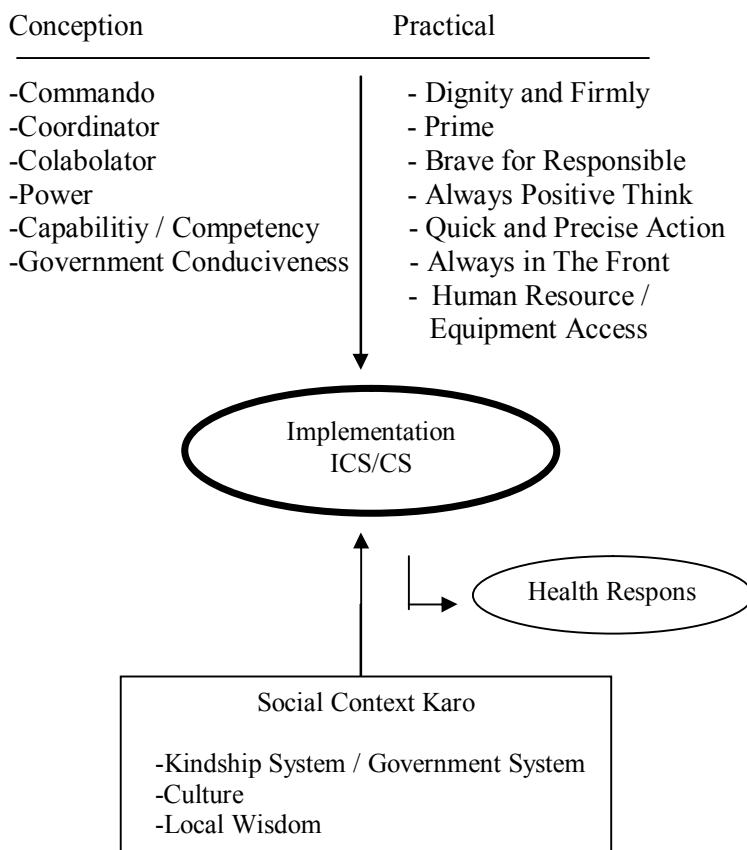 Conception
Practical
-Commando
-Coordinator
-Colabolator
-Power
-Capabilitiy / Competency
-Government Conduciveness
- Dignity and Firmly
- Prime
- Brave for Responsible
- Always Positive Think
- Quick and Precise Action
- Always in The Front
- Human Resource /
Equipment Access
Implementation
ICS/CS
Health Respons
Social Context Karo
-Kindship System / Government System
-Culture
-Local Wisdom